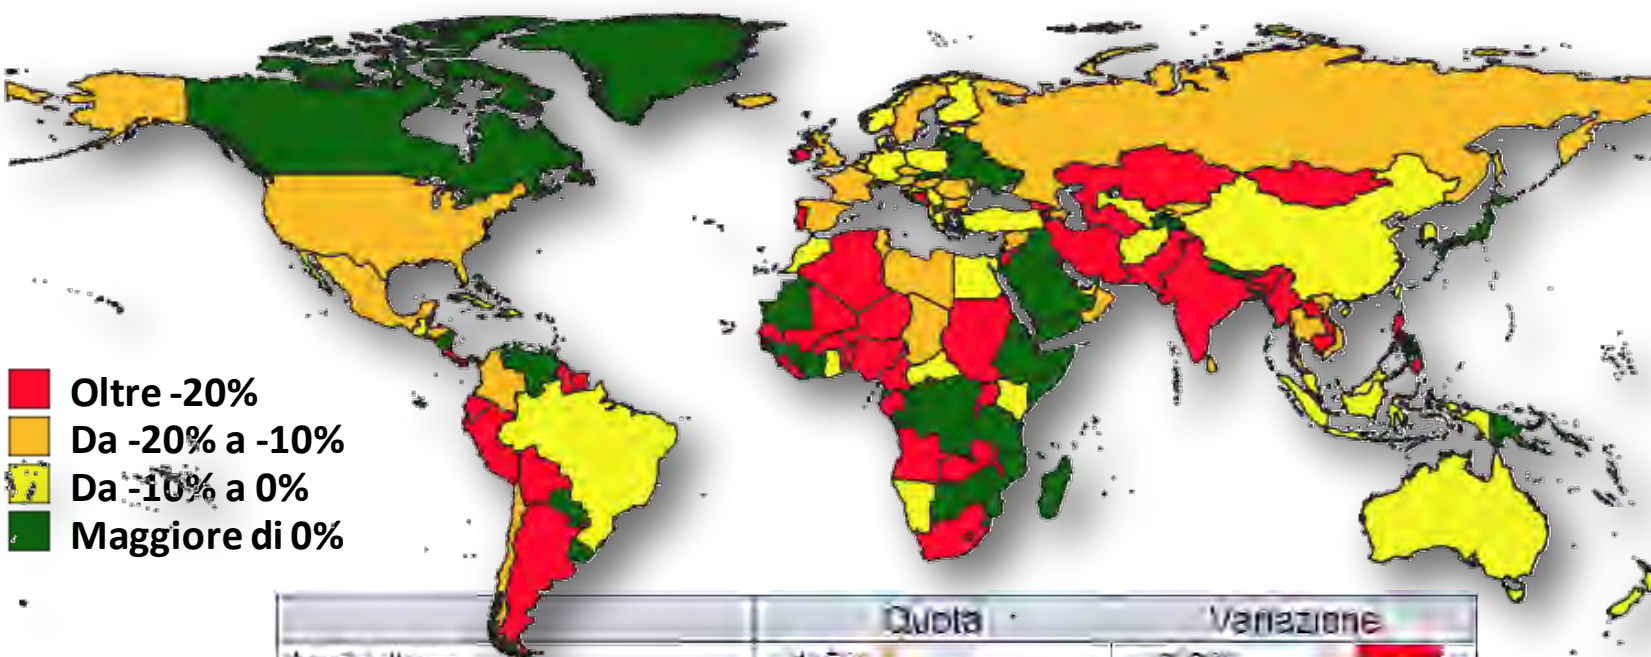 Oltre -20%
Da -20% a -10%
Da -10% a 0%
Maggiore di 0%
Quota Variazione